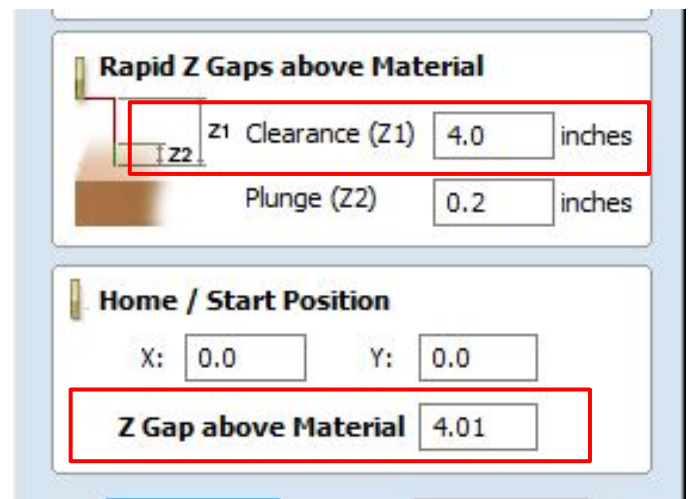 Rapid Z Gaps above Material
Z1 Clearance (Z1) 4.0 inches
Z2
Plunge (Z2) 0.2 inches
Home / Start Position
X: 0.0 Y: 0.0
Z Gap above Material 4.01